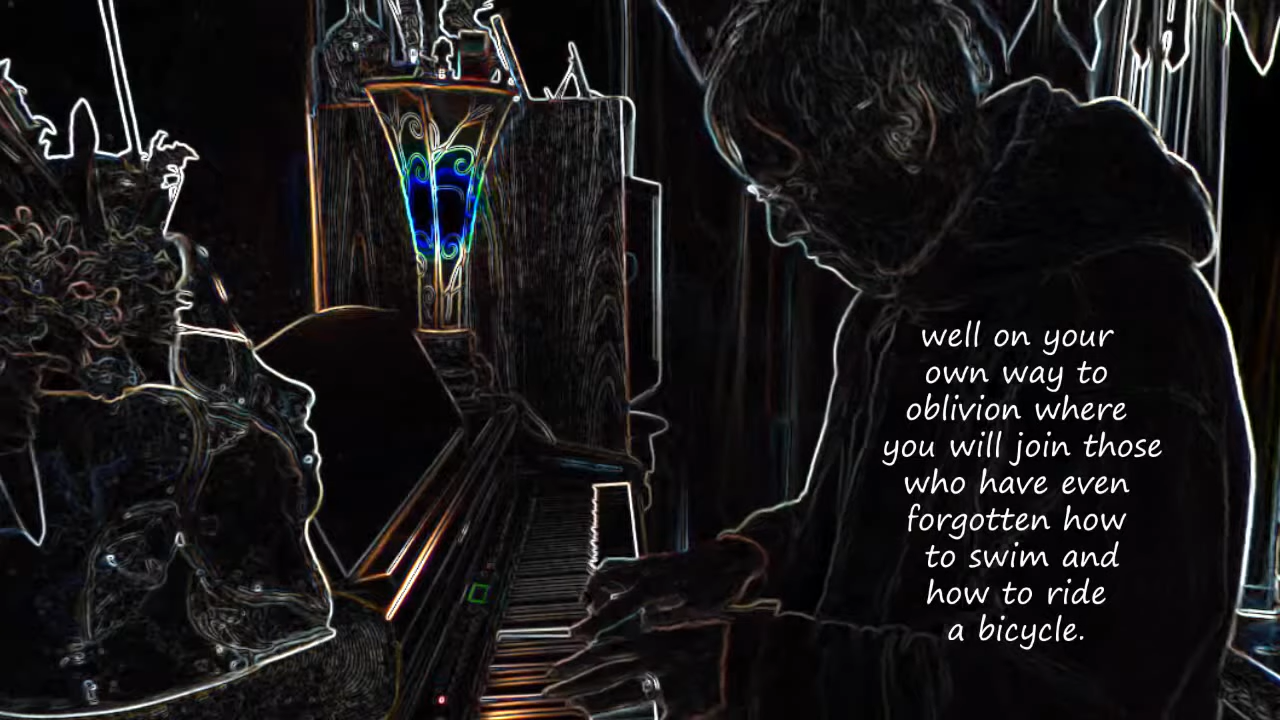 well on your
own way to
oblivion where
you will join those
who have even
forgotten how
to swim and
how to ride
a bicycle.